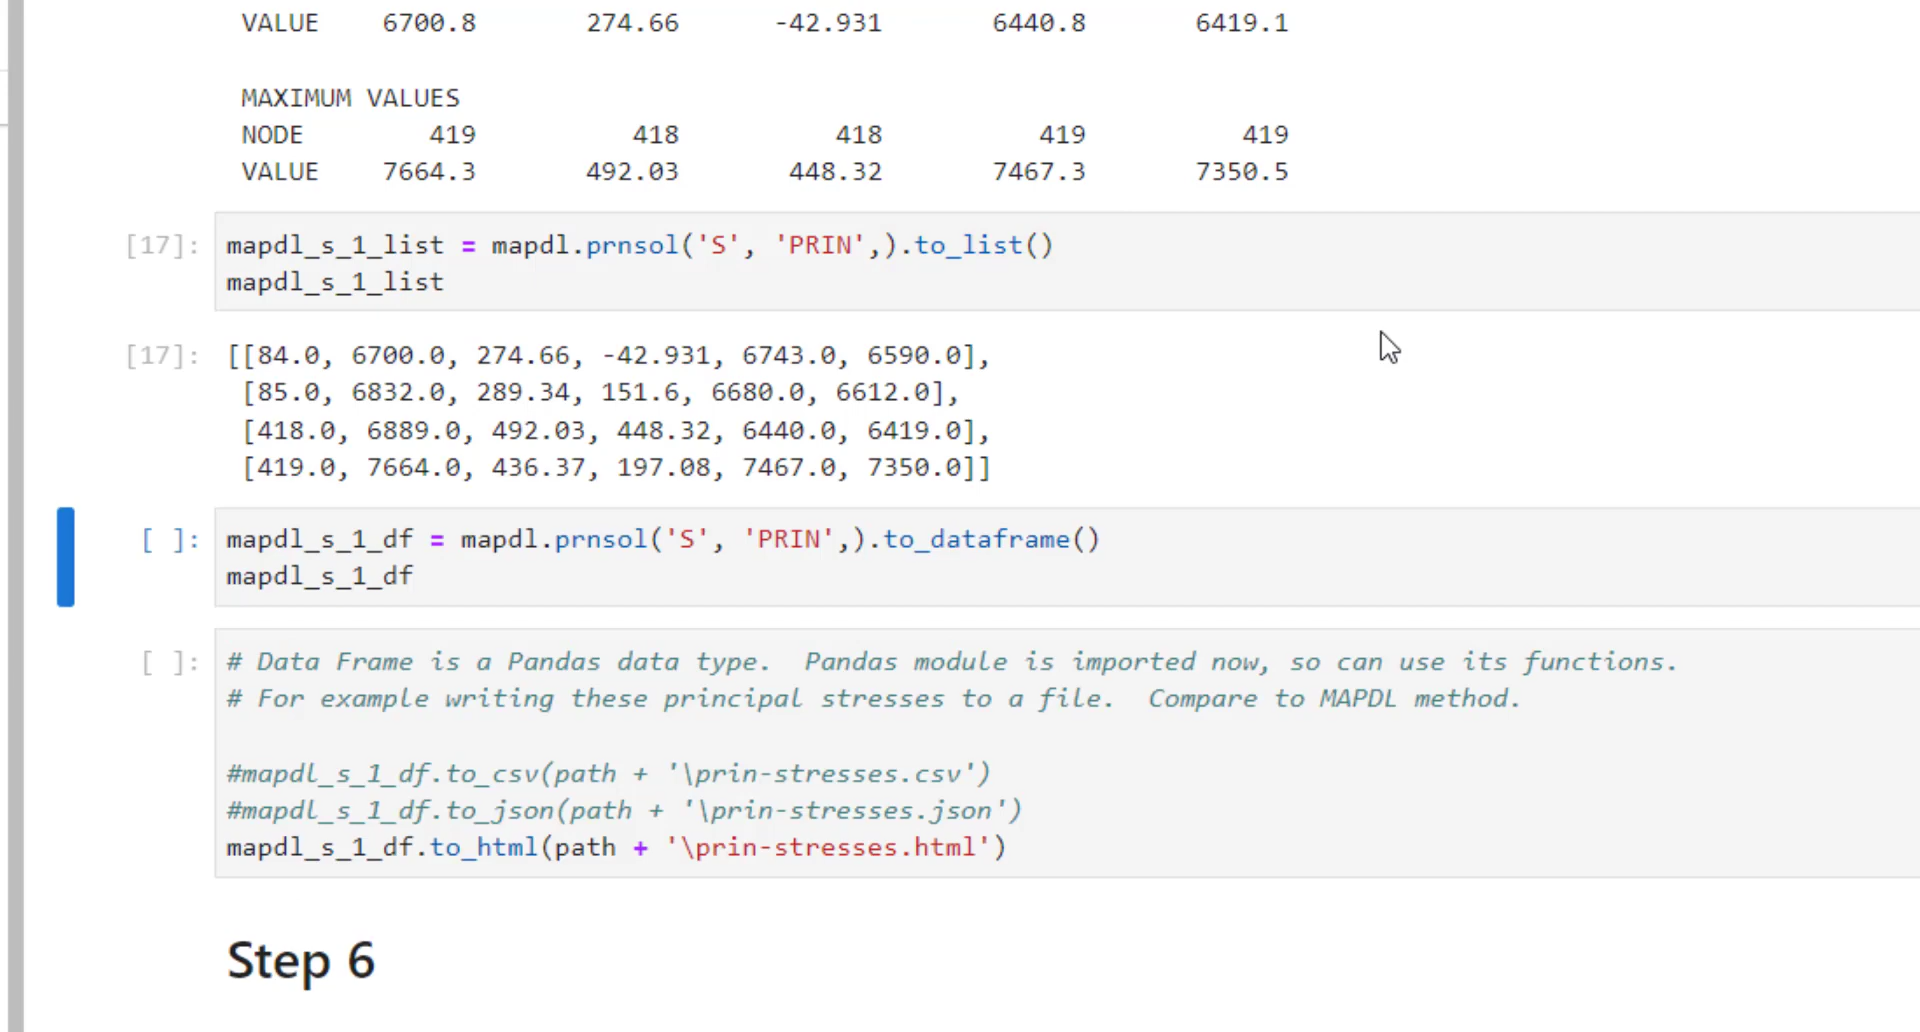 VALUE 6700.8 274.66 -42.931 6440.8 6419.1
MAXIMUM VALUES
NODE 419 418 418 419 419
VALUE 7664.3 492.03 448.32 7467.3 7350.5
[17]: mapdl_s_1_list = mapdl.prnsol('S', 'PRIN',).to_list()
mapdl_s_1_list
[17]: [[84.0, 6700.0, 274.66, -42.931, 6743.0, 6590.0],
[85.0, 6832.0, 289.34, 151.6, 6680.0, 6612.0],
[418.0, 6889.0, 492.03, 448.32, 6440.0, 6419.0],
[419.0, 7664.0, 436.37, 197.08, 7467.0, 7350.0]]
[ ]: mapdl_s_1_df = mapdl.prnsol('S', 'PRIN',).to_dataframe()
mapdl_s_1_df
[ ]: # Data Frame is a Pandas data type.  Pandas module is imported now, so can use its functions.
# For example writing these principal stresses to a file.  Compare to MAPDL method.
#mapdl_s_1_df.to_csv(path + '\prin-stresses.csv')
#mapdl_s_1_df.to_json(path + '\prin-stresses.json')
mapdl_s_1_df.to_html(path + '\prin-stresses.html')
Step 6